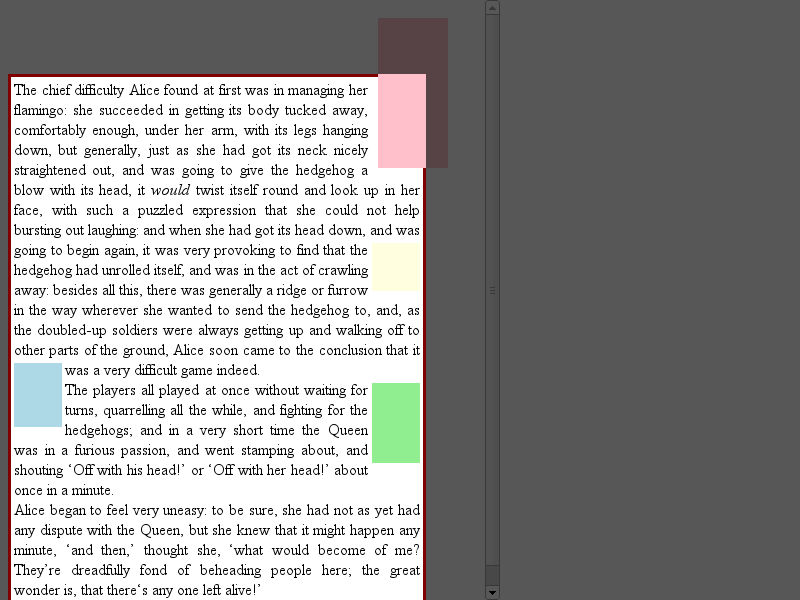 The chief difficulty Alice found at first was in managing her
flamingo: she succeeded in getting its body tucked away,
comfortably enough, under her arm, with its legs hanging
down, but generally, just as she had got its neck nicely
straightened out, and was going to give the hedgehog a
blow with its head, it would twist itself round and look up in her
face, with such a puzzled expression that she could not help
bursting out laughing: and when she had got its head down, and was
going to begin again, it was very provoking to find that the
hedgehog had unrolled itself, and was in the act of crawling
away: besides all this, there was generally a ridge or furrow
in the way wherever she wanted to send the hedgehog to, and, as
the doubled-up soldiers were always getting up and walking off to
other parts of the ground, Alice soon came to the conclusion that it
was a very difficult game indeed.
The players all played at once without waiting for
turns, quarrelling all the while, and fighting for the
hedgehogs; and in a very short time the Queen
was in a furious passion, and went stamping about, and
shouting ‘Off with his head!’ or ‘Off with her head!’ about
once in a minute.
Alice began to feel very uneasy: to be sure, she had not as yet had
any dispute with the Queen, but she knew that it might happen any
minute, ‘and then,’ thought she, ‘what would become of me?
They’re dreadfully fond of beheading people here; the great
wonder is, that there‘s any one left alive!’